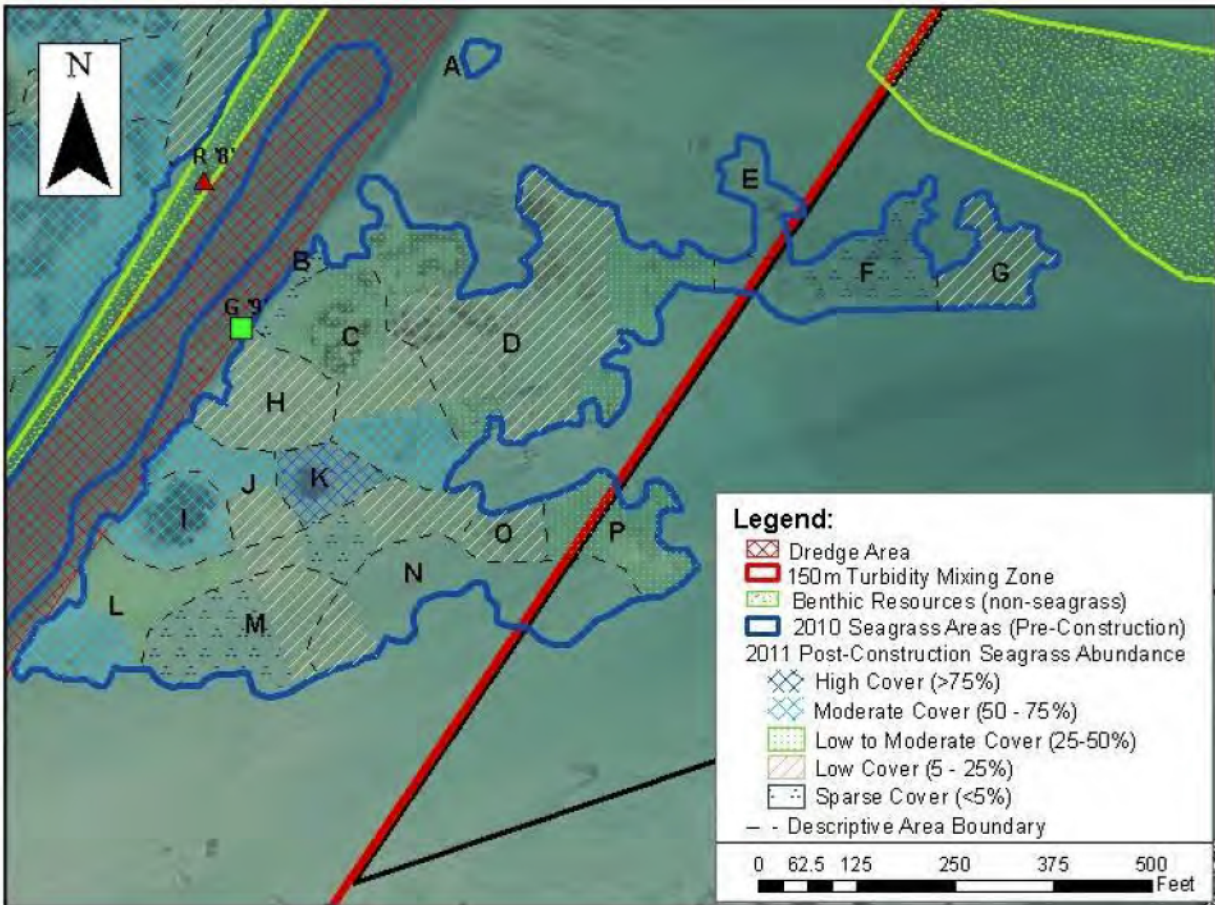 N
A
R '8'
E
B
F
G
G '9'
C
D
H
J
K
I
O
P
N
L
M
Legend:
Dredge Area
150m Turbidity Mixing Zone
Benthic Resources (non-seagrass)
2010 Seagrass Areas (Pre-Construction)
2011 Post-Construction Seagrass Abundance
High Cover (>75%)
Moderate Cover (50 - 75%)
Low to Moderate Cover (25-50%)
Low Cover (5 - 25%)
Sparse Cover (<5%)
Descriptive Area Boundary
0 62.5 125 250 375 500
Feet